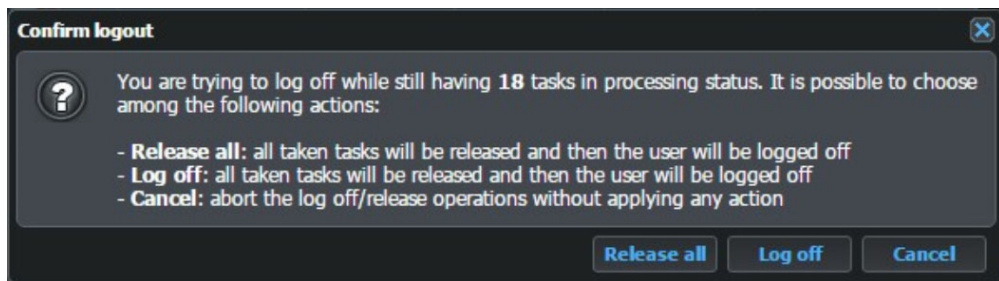 Confirm logout
You are trying to log off while still having 18 tasks in processing status. It is possible to choose
among the following actions:
- Release all: all taken tasks will be released and then the user will be logged off
- Log off: all taken tasks will be released and then the user will be logged off
- Cancel: abort the log off/release operations without applying any action
Release all Log off Cancel